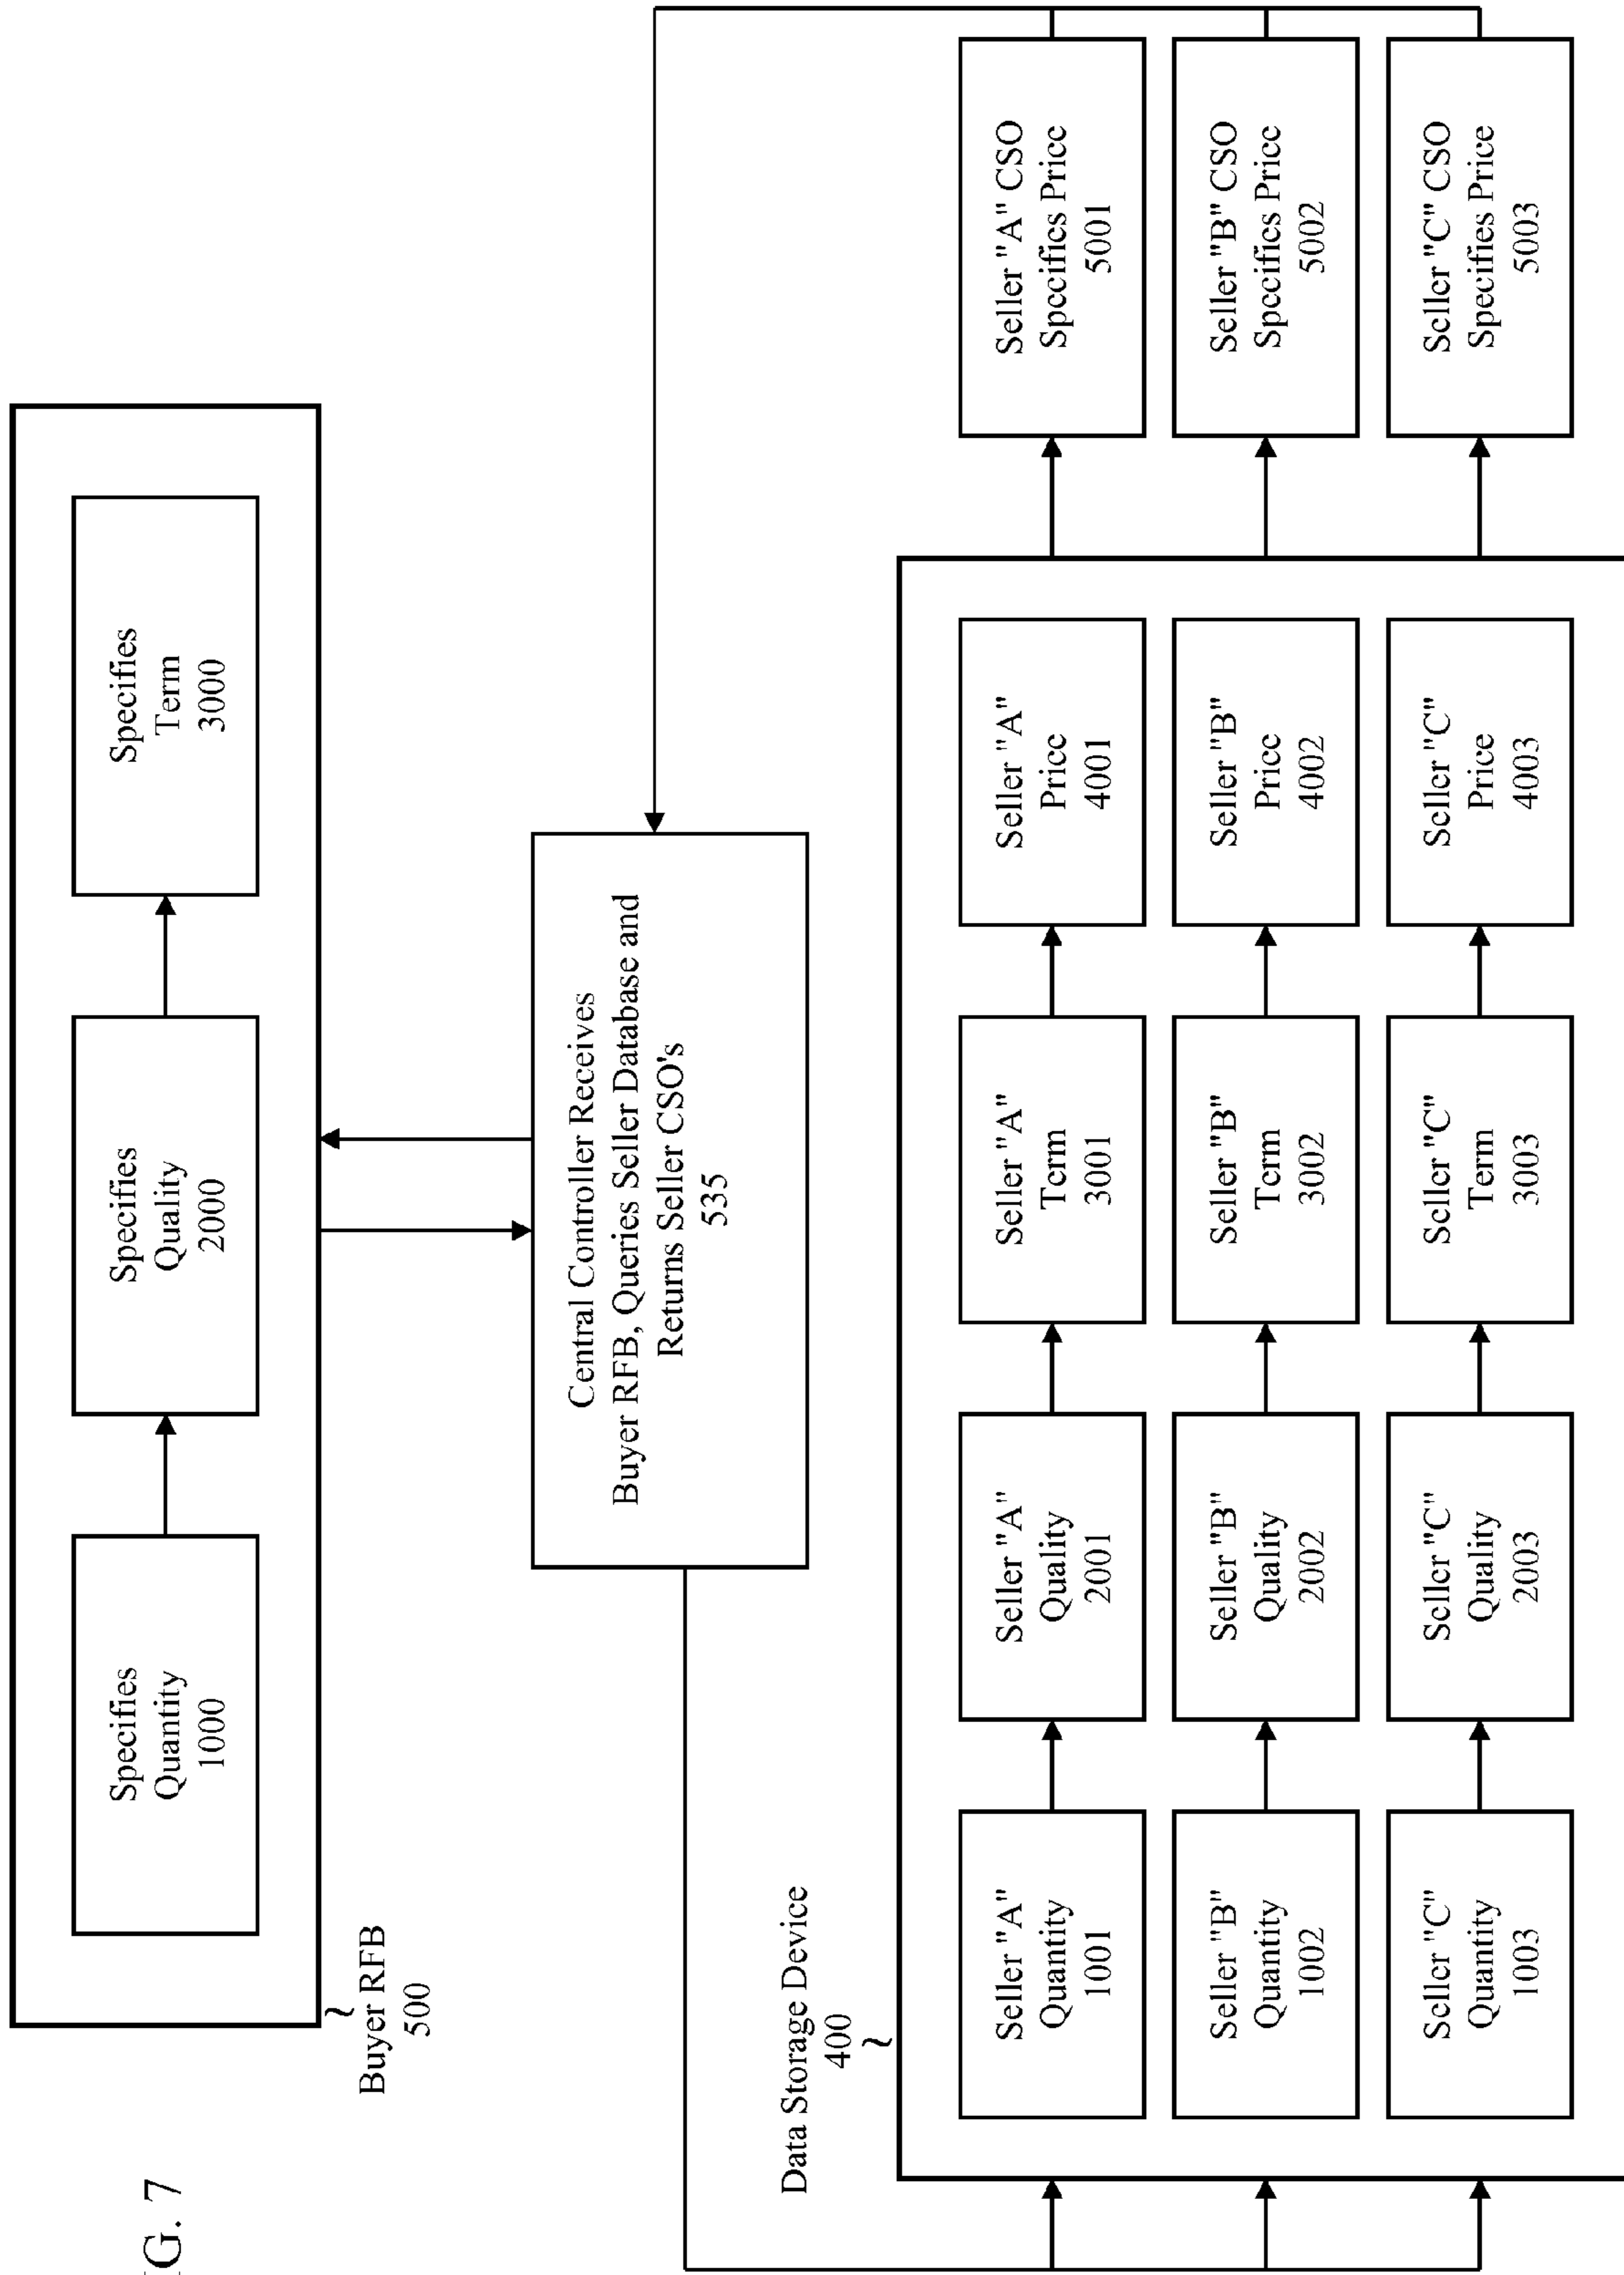 IG. 7
Specifies
Quantity
1000
Specifies
Quality
2000
Specifies
Term
3000
Buyer RFB
500
Central Controller Receives
Buyer RFB, Queries Seller Database and
Returns Seller CSO's
535
Data Storage Device
400
Seller "A"
Quantity
1001
Seller "A"
Quality
2001
Seller "A"
Term
3001
Seller "A"
Price
4001
Seller "A" CSO
Specifies Price
5001
Seller "B"
Quantity
1002
Seller "B"
Quality
2002
Seller "B"
Term
3002
Seller "B"
Price
4002
Seller "B" CSO
Specifies Price
5002
Seller "C"
Quantity
1003
Seller "C"
Quality
2003
Seller "C"
Term
3003
Seller "C"
Price
4003
Seller "C" CSO
Specifies Price
5003